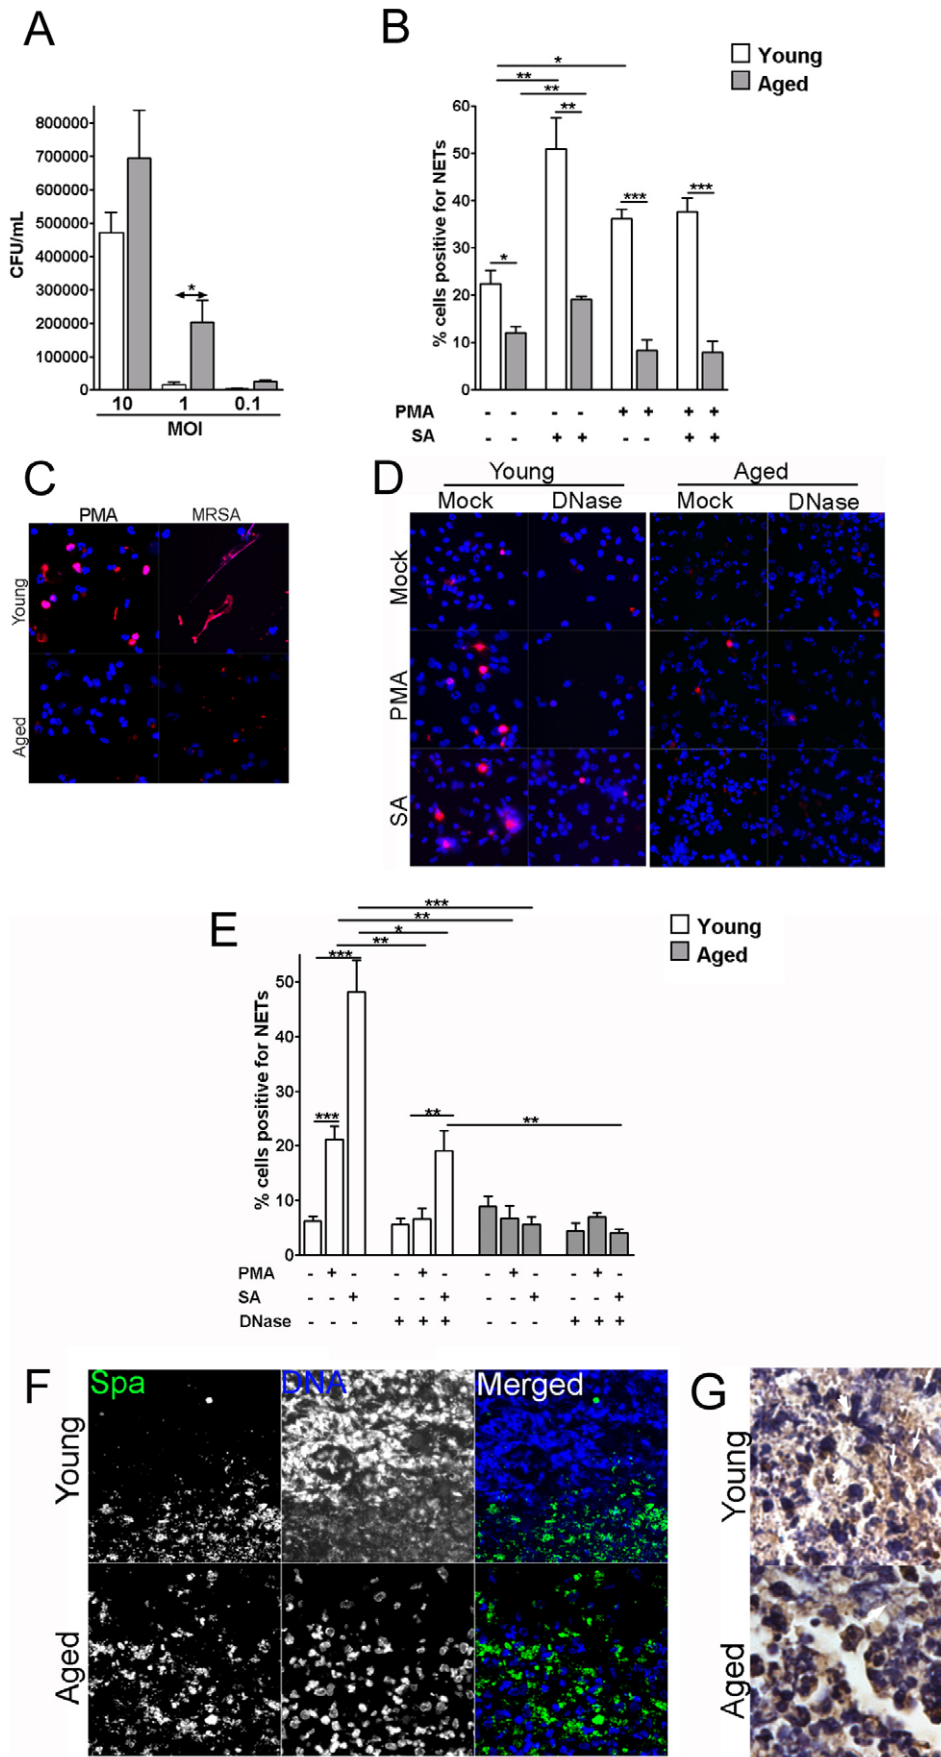 A
CFU/mL
800000
700000
600000
500000
400000
300000
200000
100000
0
*
10 1 0.1
MOI
B
Young
Aged
% cells positive for NETs
60
50
40
30
20
10
0
*
**
**
**
*
***
***
PMA - - - - + + + +
SA - - + + - - + +
C
PMA MRSA
Young
Aged
D
Young Aged
Mock DNase Mock DNase
Mock
PMA
SA
E
Young
Aged
% cells positive for NETs
50
40
30
20
10
0
***
**
*
**
***
***
**
**
PMA - + - - + - - + - - + -
SA - - + - - + - - + - - +
DNase - - - + + + - - - + + +
F
Spa DNA Merged
Young
Aged
G
Young
Aged